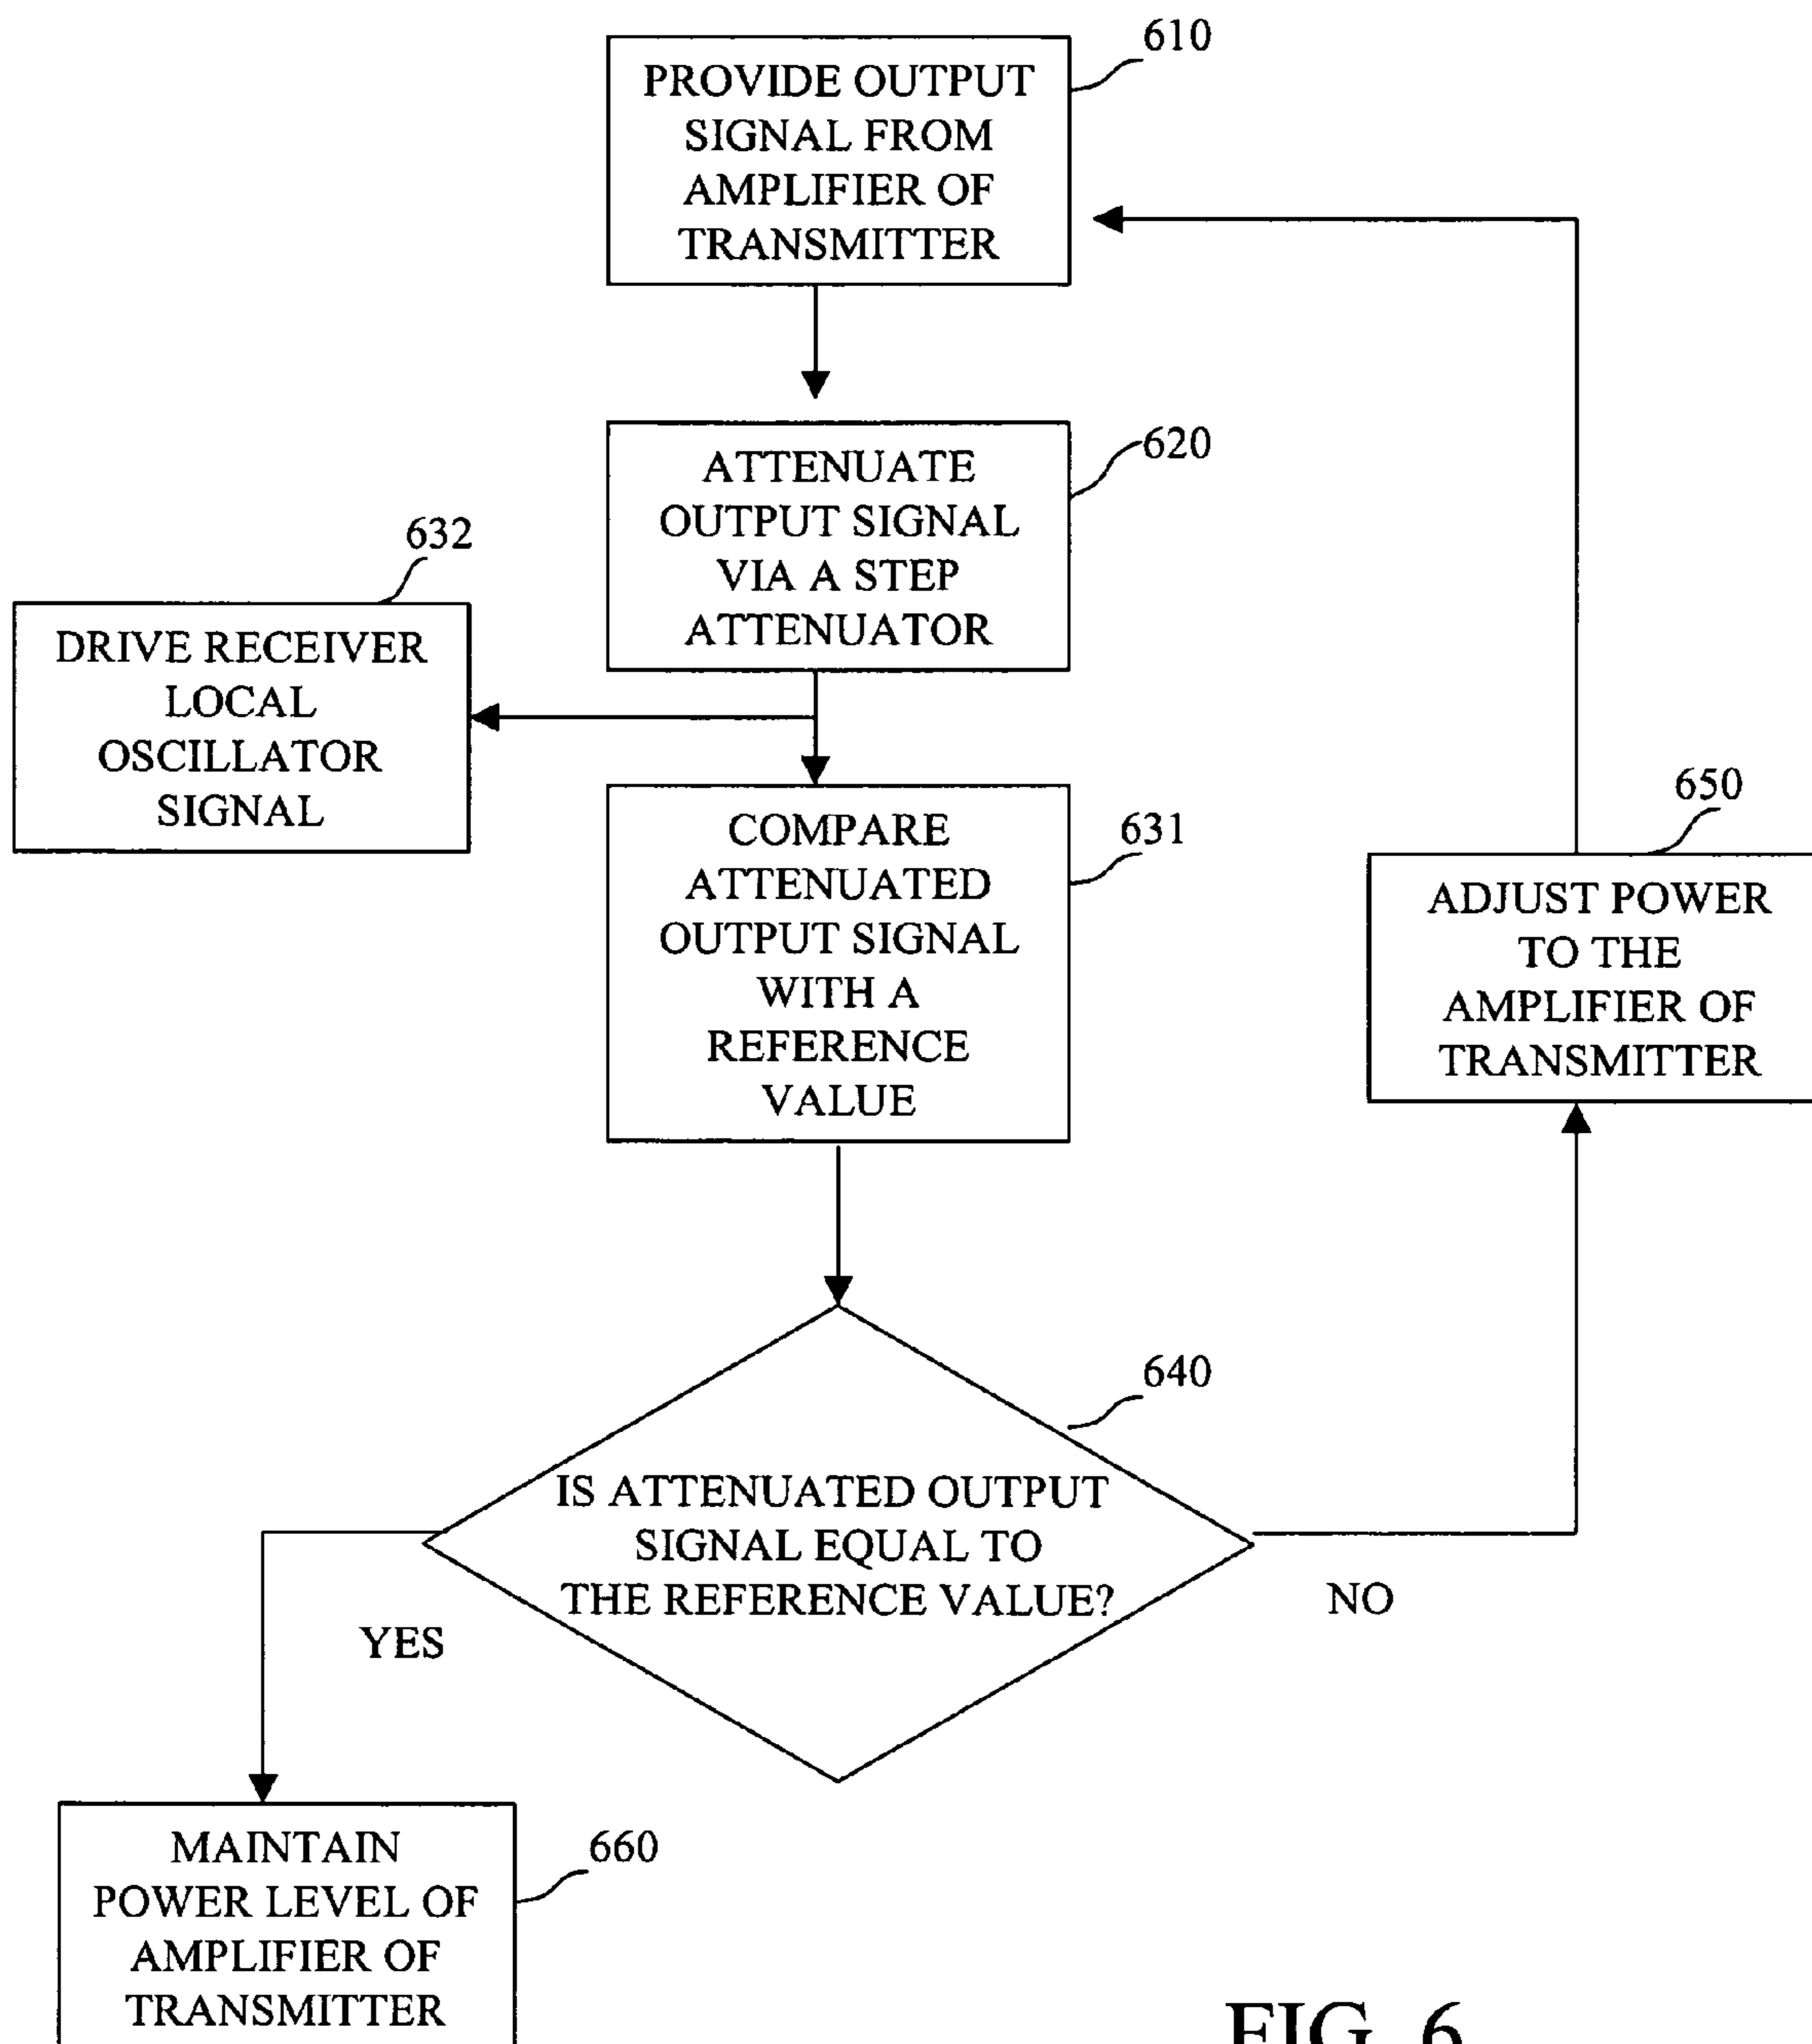 610
PROVIDE OUTPUT
SIGNAL FROM
AMPLIFIER OF
TRANSMITTER
620
ATTENUATE
OUTPUT SIGNAL
VIA A STEP
ATTENUATOR
632
DRIVE RECEIVER
LOCAL
OSCILLATOR
SIGNAL
631
COMPARE
ATTENUATED
OUTPUT SIGNAL
WITH A
REFERENCE
VALUE
650
ADJUST POWER
TO THE
AMPLIFIER OF
TRANSMITTER
640
IS ATTENUATED OUTPUT
SIGNAL EQUAL TO
THE REFERENCE VALUE?
NO
YES
660
MAINTAIN
POWER LEVEL OF
AMPLIFIER OF
TRANSMITTER
FIG. 6